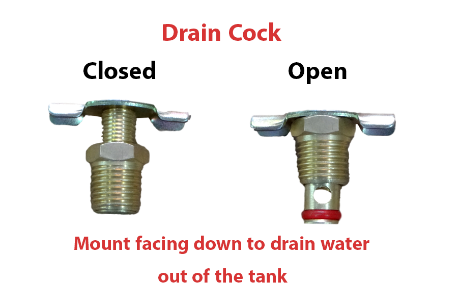 Drain Cock
Closed Open
Mount facing down to drain water
out of the tank